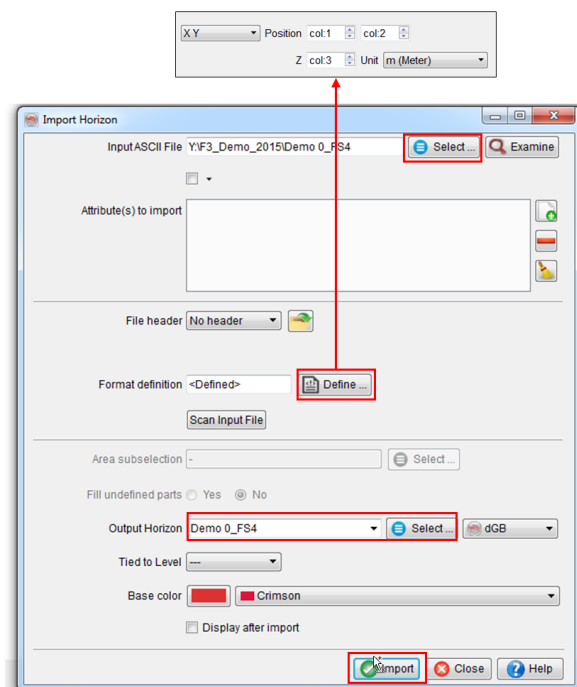 X Y Position col:1 col:2
Z col:3 Unit m (Meter)
Import Horizon
Input ASCII File Y:\F3_Demo_2015\Demo 0_FS4 Select ... Examine
Attribute(s) to import
File header No header
Format definition <Defined> Define ...
Scan Input File
Area subselection - Select ...
Fill undefined parts Yes No
Output Horizon Demo 0_FS4 Select ... dGB
Tied to Level ---
Base color Crimson
Display after import
Import Close Help